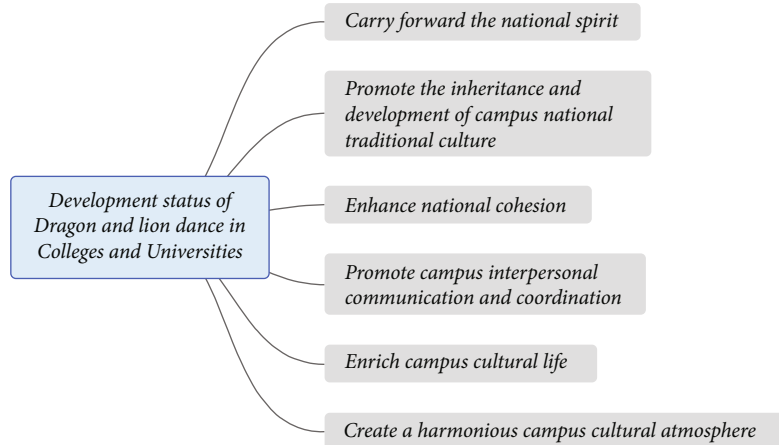 Carry forward the national spirit
Promote the inheritance and
development of campus national
traditional culture
Development status of
Dragon and lion dance in
Colleges and Universities
Enhance national cohesion
Promote campus interpersonal
communication and coordination
Enrich campus cultural life
Create a harmonious campus cultural atmosphere